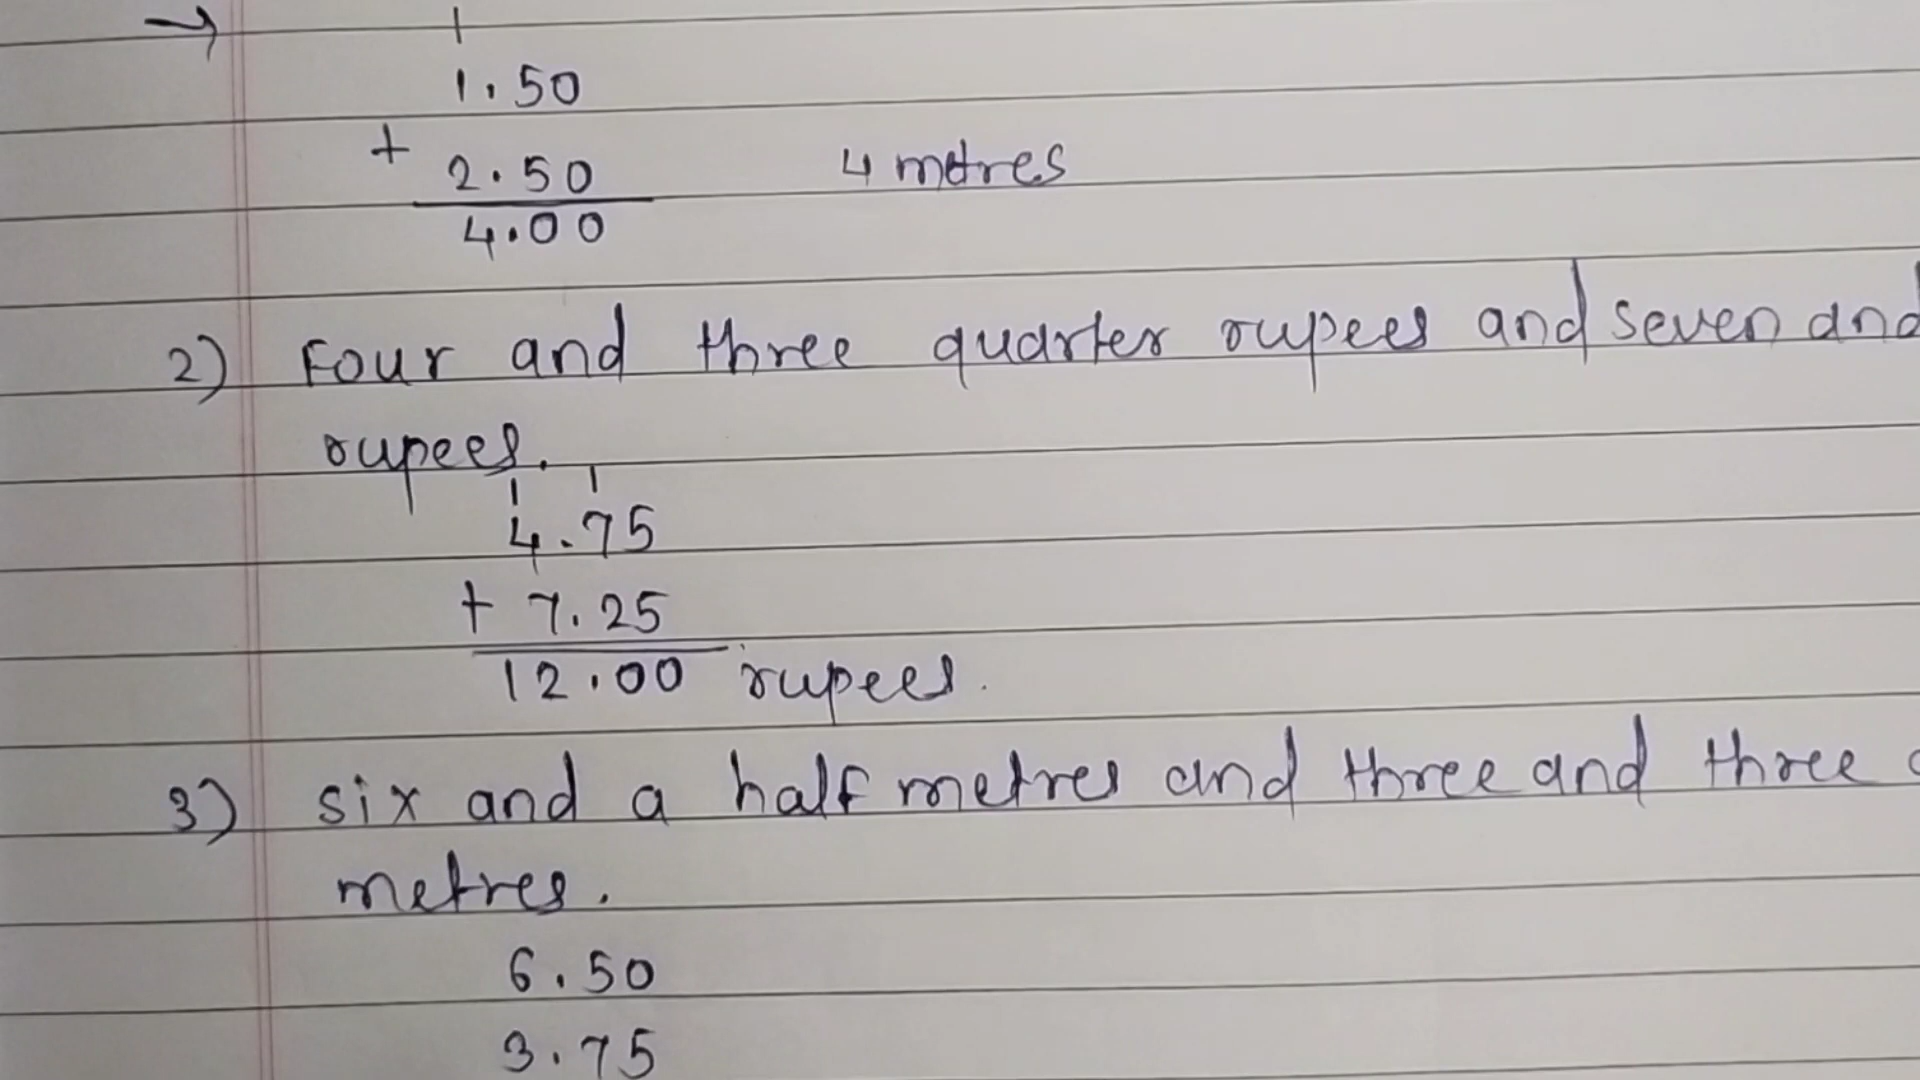 → 1
1.50
+ 2.50 4 metres
4.00
2) Four and three quarter rupees and seven and
rupees.
1 1
4.75
+ 7.25
12.00 rupees.
3) six and a half metres and three and three
metres.
6.50
3.75